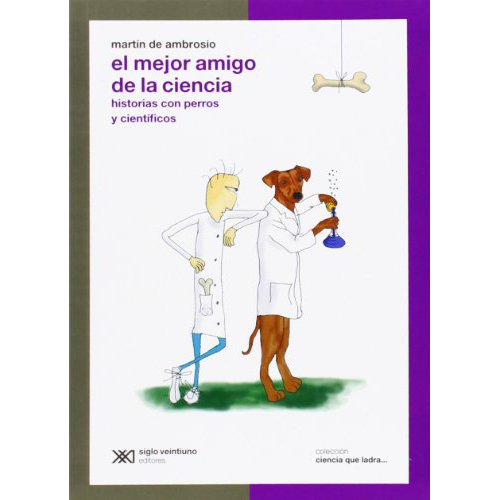 martín de ambrosio
el mejor amigo
de la ciencia
historias con perros
y científicos
siglo veintiuno
editores
colección
ciencia que ladra...